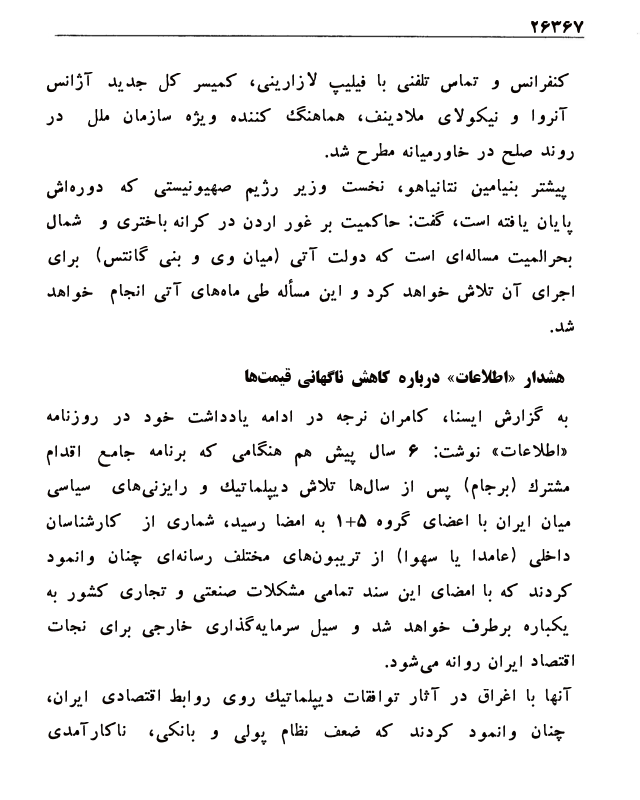 ۲۶۳۶۷
کنفرانس و تماس تلفنی با فیلیپ لازارینی، کمیسر کل جدید آژانس
آنروا و نیکولای ملادینف، هماهنگ کننده ویژه سازمان ملل در
روند صلح در خاورمیانه مطرح شد.
پیشتر بنیامین نتانیاهو، نخست وزیر رژیم صهیونیستی که دوره‌اش
پایان یافته است، گفت: حاکمیت بر غور اردن در کرانه باختری و شمال
بحرالمیت مساله‌ای است که دولت آتی (میان وی و بنی گانتس) برای
اجرای آن تلاش خواهد کرد و این مسأله طی ماه‌های آتی انجام خواهد
شد.
هشدار «اطلاعات» درباره کاهش ناگهانی قیمت‌ها
به گزارش ایسنا، کامران نرجه در ادامه یادداشت خود در روزنامه
«اطلاعات» نوشت: ۶ سال پیش هم هنگامی که برنامه جامع اقدام
مشترک (برجام) پس از سال‌ها تلاش دیپلماتیک و رایزنی‌های سیاسی
میان ایران با اعضای گروه ۵+۱ به امضا رسید، شماری از کارشناسان
داخلی (عامدا یا سهوا) از تریبون‌های مختلف رسانه‌ای چنان وانمود
کردند که با امضای این سند تمامی مشکلات صنعتی و تجاری کشور به
یکباره برطرف خواهد شد و سیل سرمایه‌گذاری خارجی برای نجات
اقتصاد ایران روانه می‌شود.
آنها با اغراق در آثار توافقات دیپلماتیک روی روابط اقتصادی ایران،
چنان وانمود کردند که ضعف نظام پولی و بانکی، ناکارآمدی